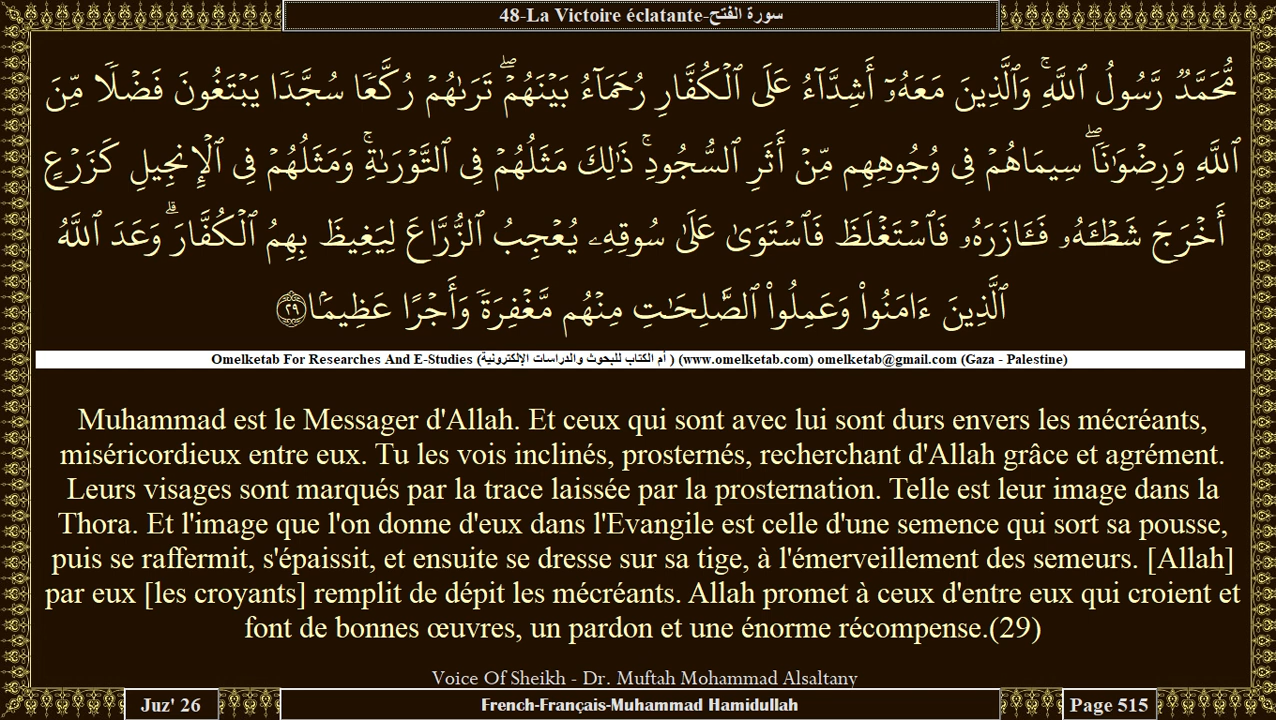 48-La Victoire éclatante-سورة الفتح
مُّحَمَّدٌۭ رَّسُولُ ٱللَّهِ ۚ وَٱلَّذِينَ مَعَهُۥٓ أَشِدَّآءُ عَلَى ٱلْكُفَّارِ رُحَمَآءُ بَيْنَهُمْ ۖ تَرَىٰهُمْ رُكَّعًۭا سُجَّدًۭا يَبْتَغُونَ فَضْلًۭا مِّنَ
ٱللَّهِ وَرِضْوَٰنًۭا ۖ سِيمَاهُمْ فِى وُجُوهِهِم مِّنْ أَثَرِ ٱلسُّجُودِ ۚ ذَٰلِكَ مَثَلُهُمْ فِى ٱلتَّوْرَىٰةِ ۚ وَمَثَلُهُمْ فِى ٱلْإِنجِيلِ كَزَرْعٍ
أَخْرَجَ شَطْـَٔهُۥ فَـَٔازَرَهُۥ فَٱسْتَغْلَظَ فَٱسْتَوَىٰ عَلَىٰ سُوقِهِۦ يُعْجِبُ ٱلزُّرَّاعَ لِيَغِيظَ بِهِمُ ٱلْكُفَّارَ ۗ وَعَدَ ٱللَّهُ
ٱلَّذِينَ ءَامَنُوا۟ وَعَمِلُوا۟ ٱلصَّٰلِحَٰتِ مِنْهُم مَّغْفِرَةًۭ وَأَجْرًا عَظِيمًۢا ٢٩
Omelketab For Researches And E-Studies (أم الكتاب للبحوث والدراسات الإلكترونية ) (www.omelketab.com) omelketab@gmail.com (Gaza - Palestine)
Muhammad est le Messager d'Allah. Et ceux qui sont avec lui sont durs envers les mécréants,
miséricordieux entre eux. Tu les vois inclinés, prosternés, recherchant d'Allah grâce et agrément.
Leurs visages sont marqués par la trace laissée par la prosternation. Telle est leur image dans la
Thora. Et l'image que l'on donne d'eux dans l'Evangile est celle d'une semence qui sort sa pousse,
puis se raffermit, s'épaissit, et ensuite se dresse sur sa tige, à l'émerveillement des semeurs. [Allah]
par eux [les croyants] remplit de dépit les mécréants. Allah promet à ceux d'entre eux qui croient et
font de bonnes œuvres, un pardon et une énorme récompense.(29)
Voice Of Sheikh - Dr. Muftah Mohammad Alsaltany
Juz' 26
French-Français-Muhammad Hamidullah
Page 515